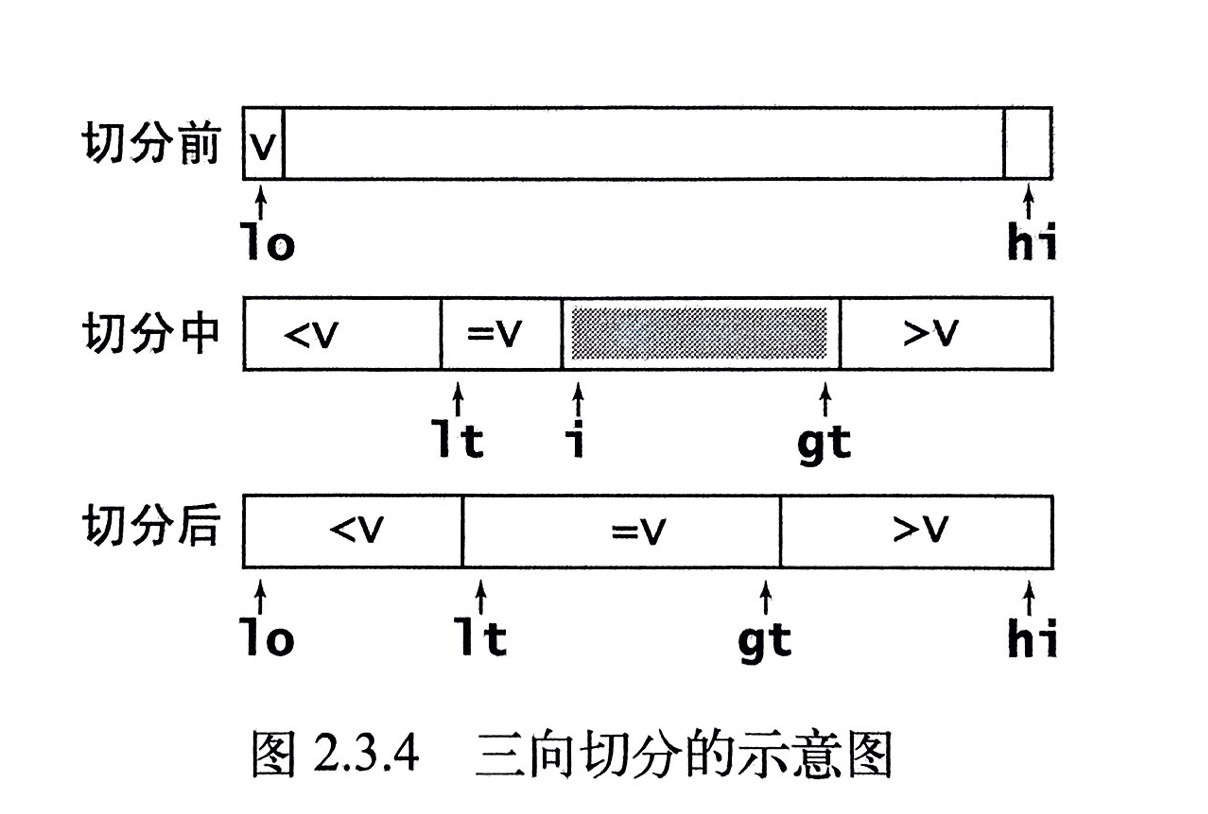 切分前 v
lo hi
切分中 <v =v >v
lt i gt
切分后 <v =v >v
lo lt gt hi
图 2.3.4 三向切分的示意图